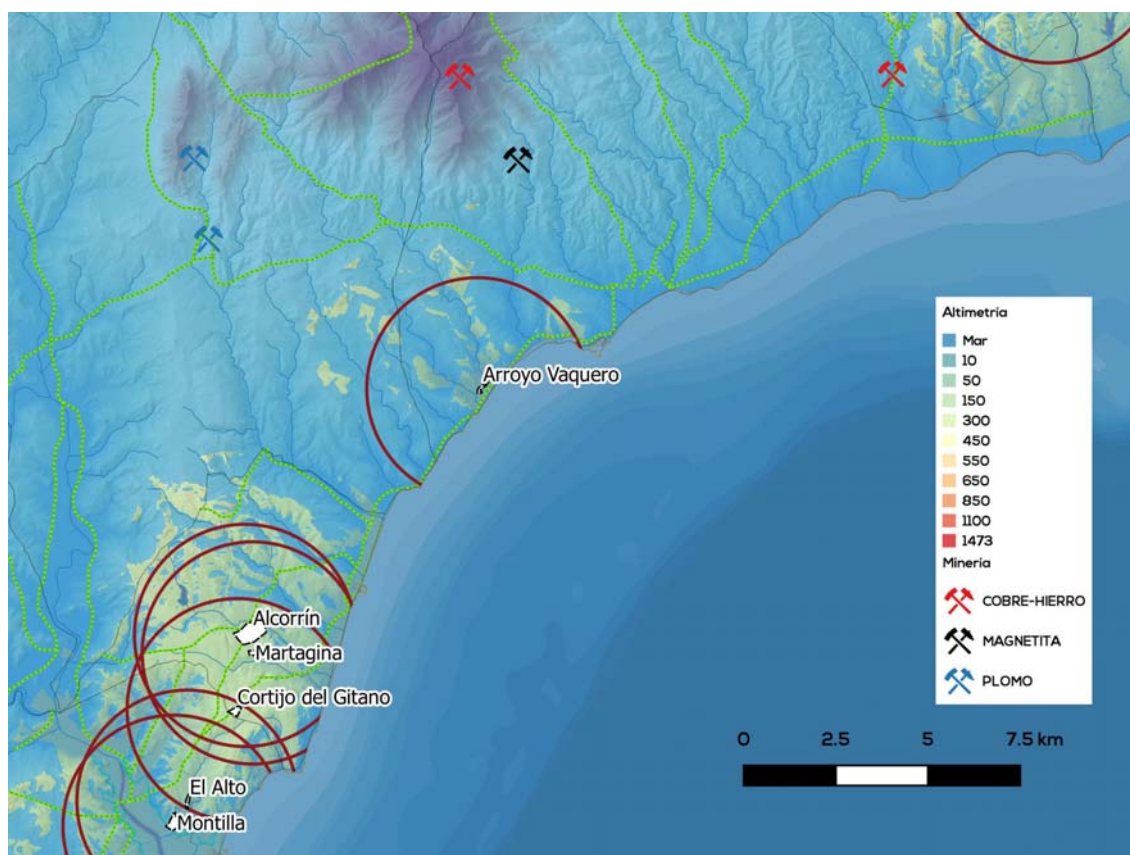 Arroyo Vaquero
Alcorrín
Martagina
Cortijo del Gitano
El Alto
Montilla
Altimetría
Mar
10
50
150
300
450
550
650
850
1100
1473
Minería
COBRE-HIERRO
MAGNETITA
PLOMO
0 2.5 5 7.5 km